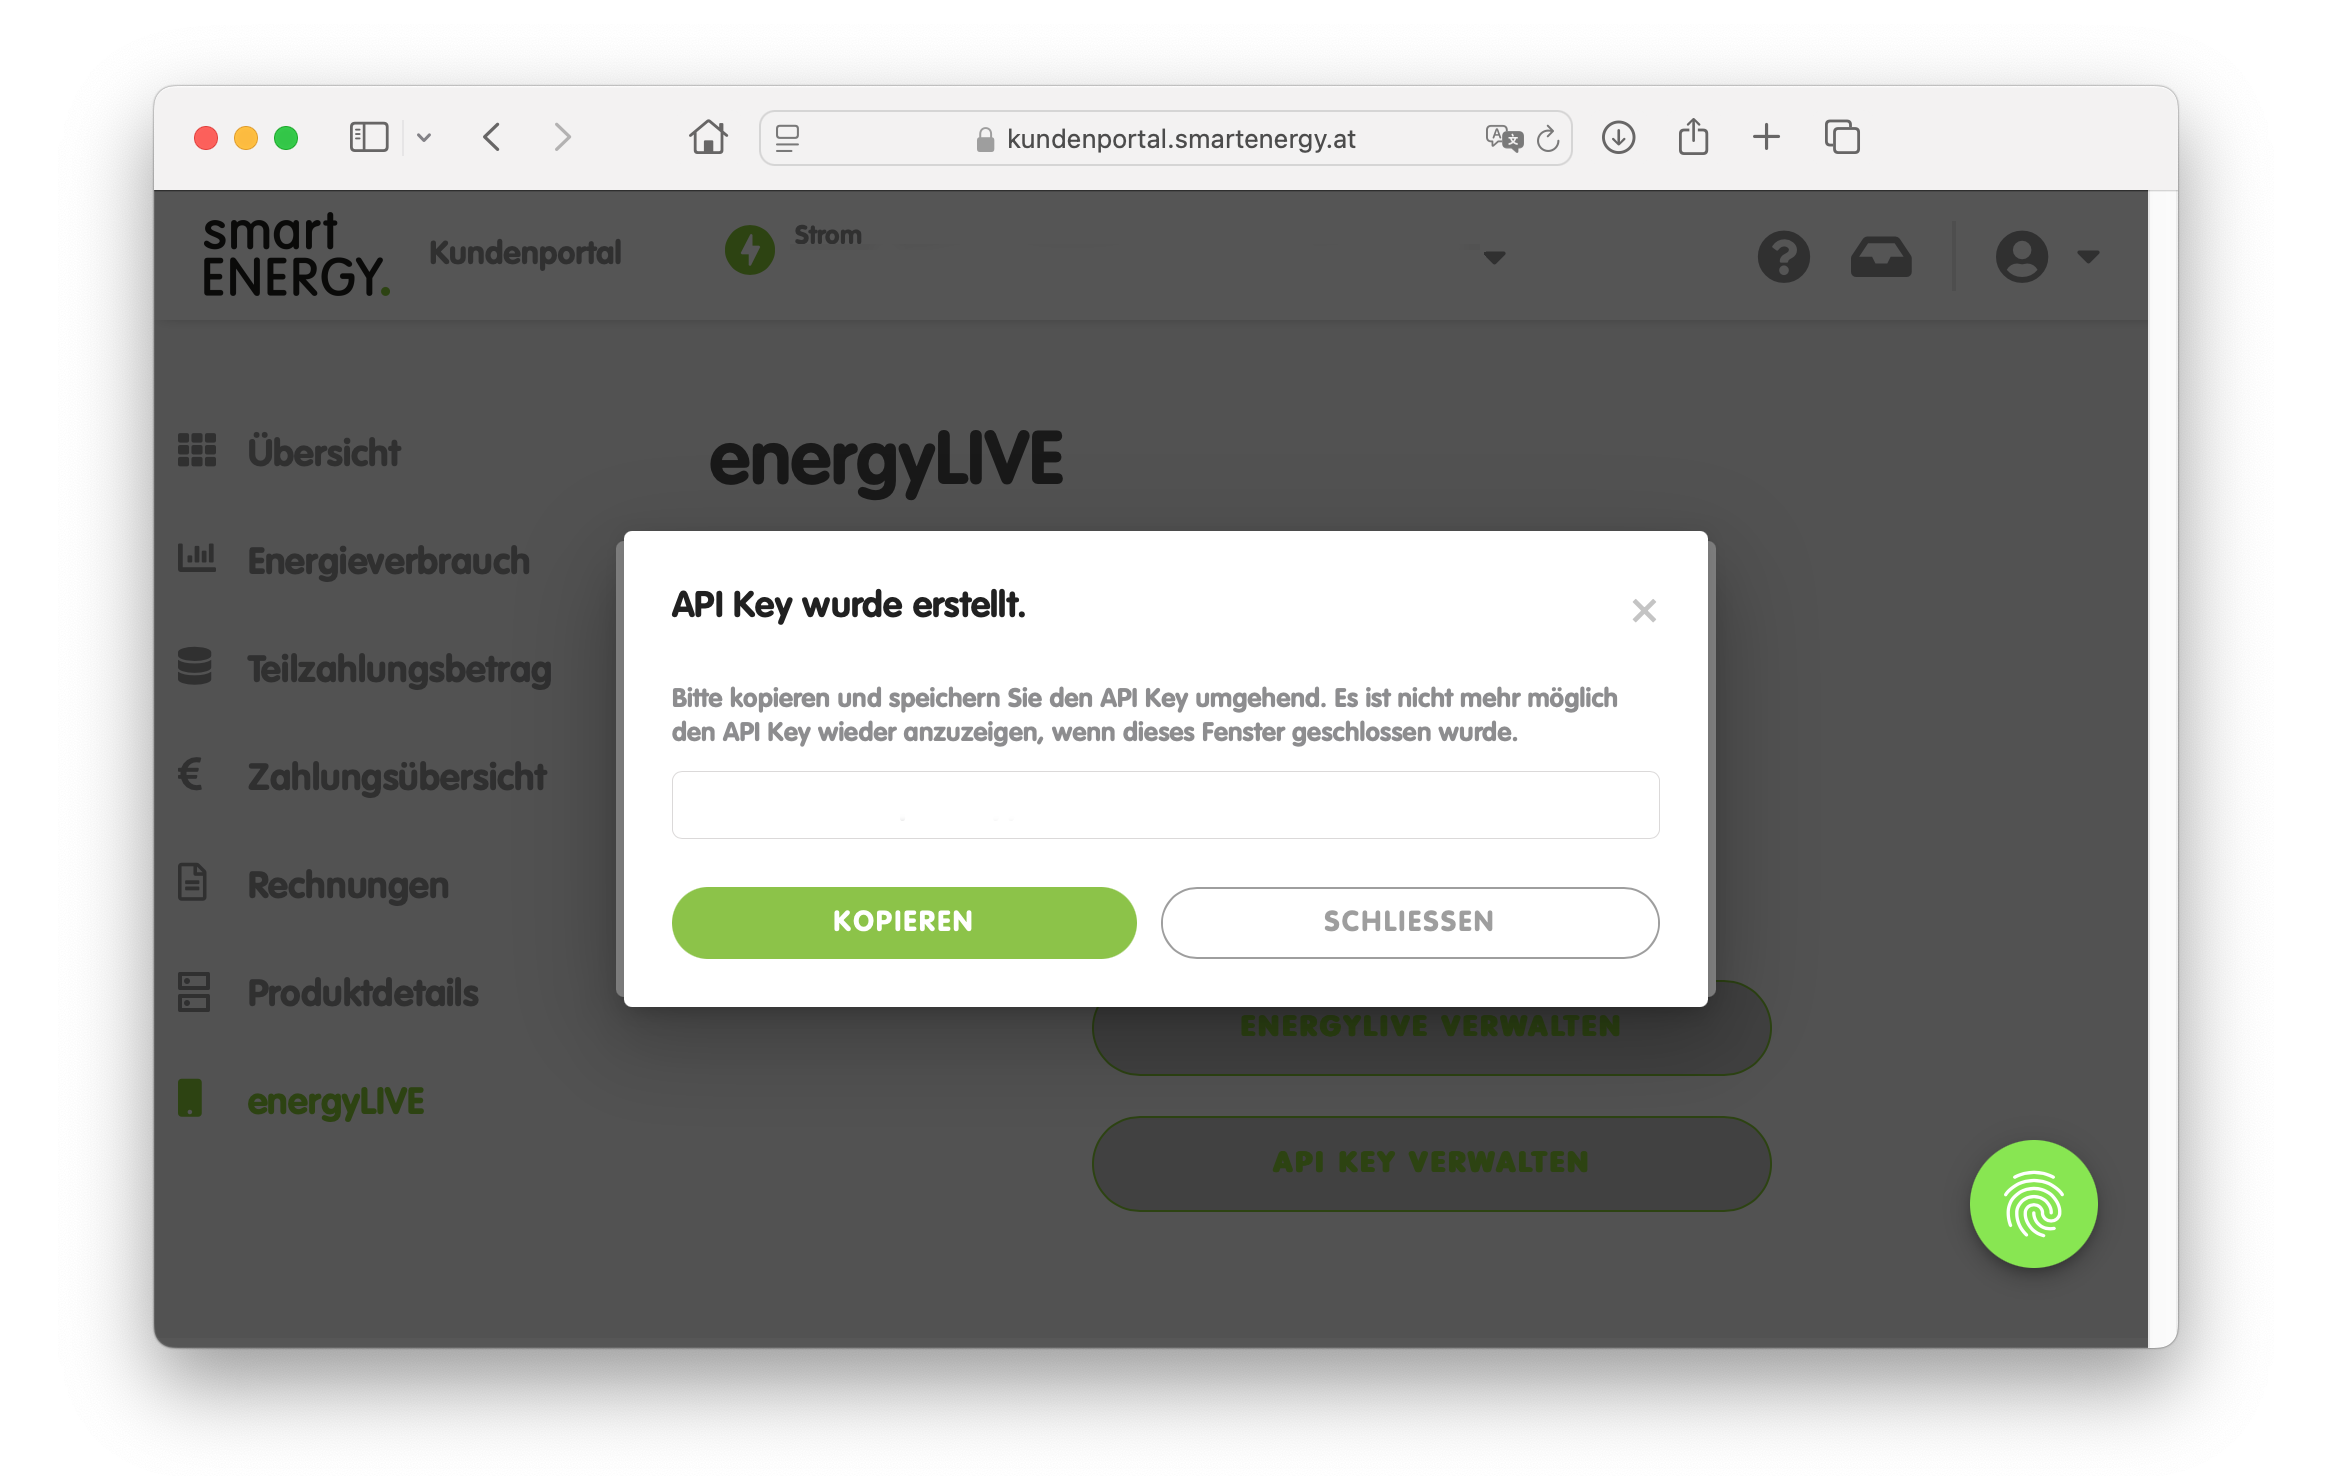 kundenportal.smartenergy.at
smart
ENERGY.
Kundenportal
Strom
Übersicht
Energieverbrauch
Teilzahlungsbetrag
Zahlungsübersicht
Rechnungen
Produktdetails
energyLIVE
energyLIVE
API Key wurde erstellt.
Bitte kopieren und speichern Sie den API Key umgehend. Es ist nicht mehr möglich
den API Key wieder anzuzeigen, wenn dieses Fenster geschlossen wurde.
KOPIEREN
SCHLIESSEN
ENERGYLIVE VERWALTEN
API KEY VERWALTEN